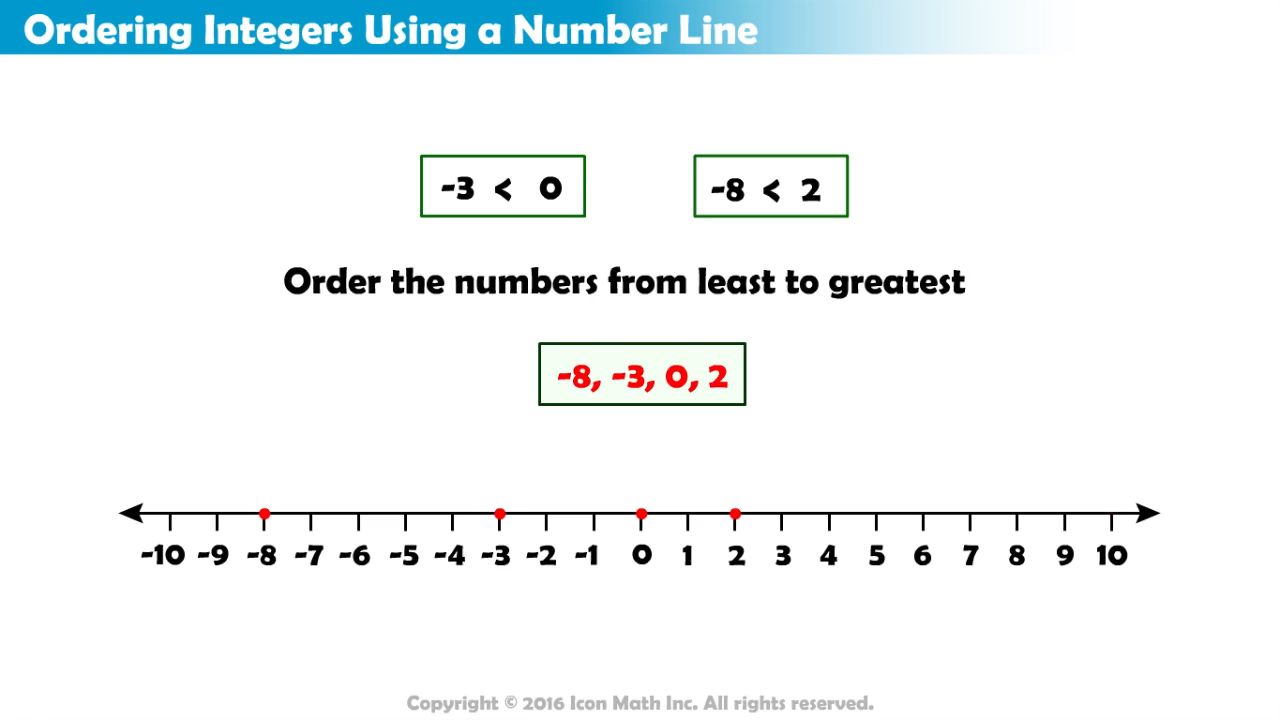 Ordering Integers Using a Number Line
-3 < 0
-8 < 2
Order the numbers from least to greatest
-8, -3, 0, 2
-10 -9 -8 -7 -6 -5 -4 -3 -2 -1 0 1 2 3 4 5 6 7 8 9 10
Copyright © 2016 Icon Math Inc. All rights reserved.